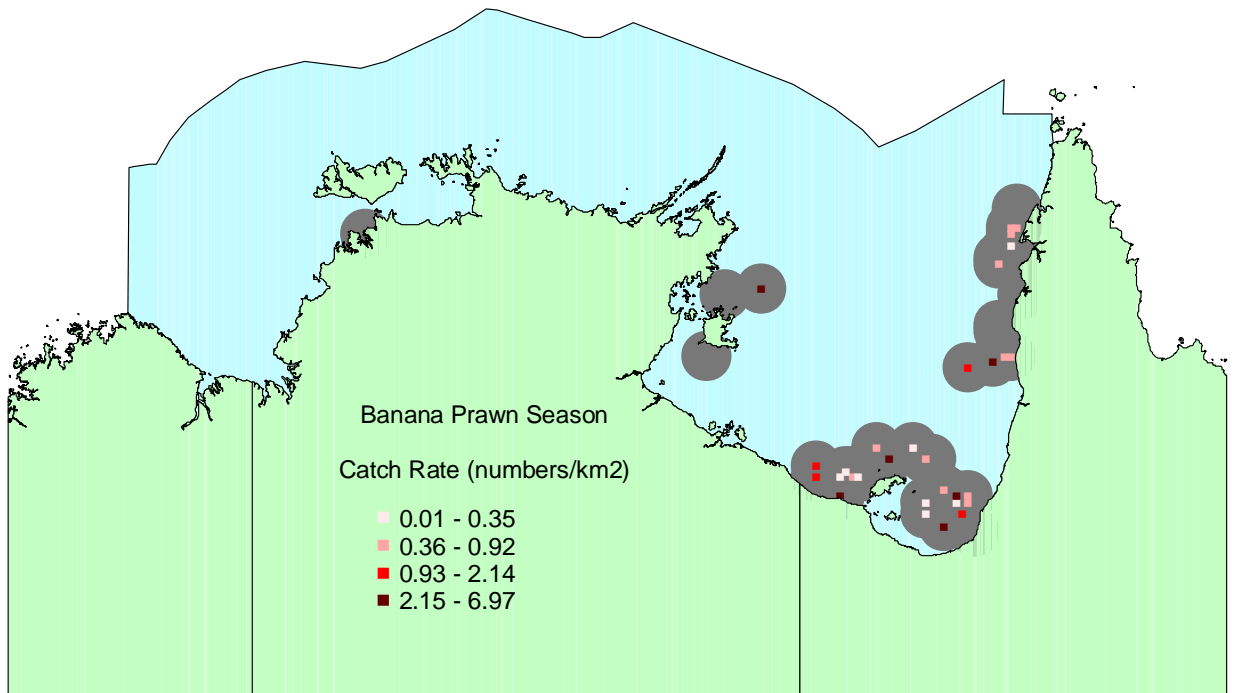 Banana Prawn Season
Catch Rate (numbers/km2)
0.01 - 0.35
0.36 - 0.92
0.93 - 2.14
2.15 - 6.97